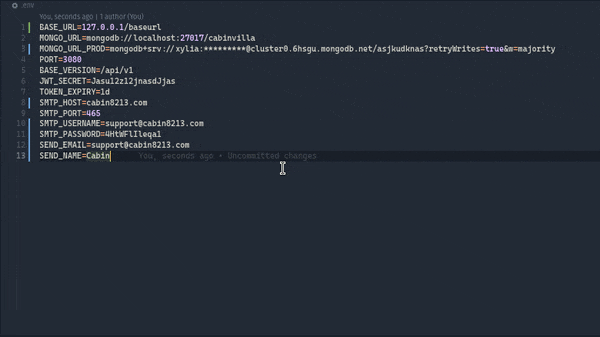 .env
You, seconds ago | 1 author (You)
1 BASE_URL=127.0.0.1/baseurl
2 MONGO_URL=mongodb://localhost:27017/cabinvilla
3 MONGO_URL_PROD=mongodb+srv://xylia:*********@cluster0.6hsgu.mongodb.net/asjkudknas?retryWrites=true&m=majority
4 PORT=3080
5 BASE_VERSION=/api/v1
6 JWT_SECRET=Jasu12z12jnasdJjas
7 TOKEN_EXPIRY=1d
8 SMTP_HOST=cabin8213.com
9 SMTP_PORT=465
10 SMTP_USERNAME=support@cabin8213.com
11 SMTP_PASSWORD=4HtWFlIleqa1
12 SEND_EMAIL=support@cabin8213.com
13 SEND_NAME=Cabin You, seconds ago • Uncommitted changes